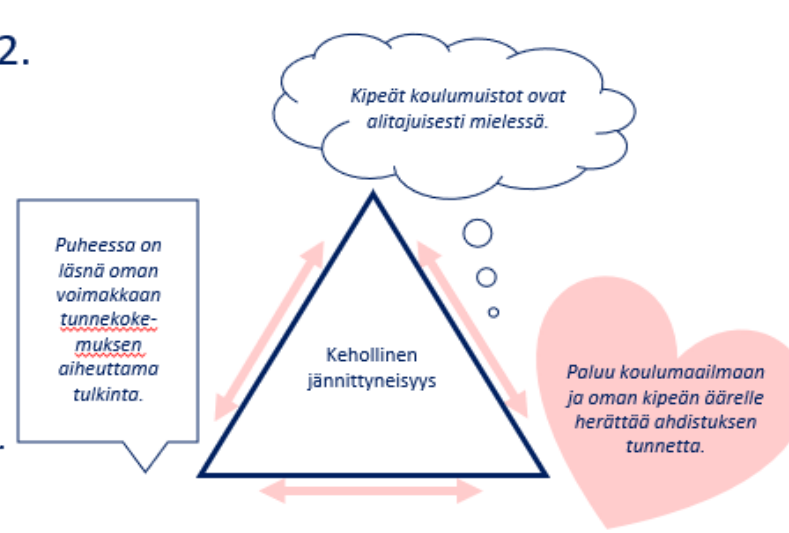 2.
Kipeät koulumuistot ovat
alitajuisesti mielessä.
Puheessa on
läsnä oman
voimakkaan
tunnekoke-
muksen
aiheuttama
tulkinta.
Kehollinen
jännittyneisyys
Paluu koulumaailmaan
ja oman kipeän äärelle
herättää ahdistuksen
tunnetta.
.